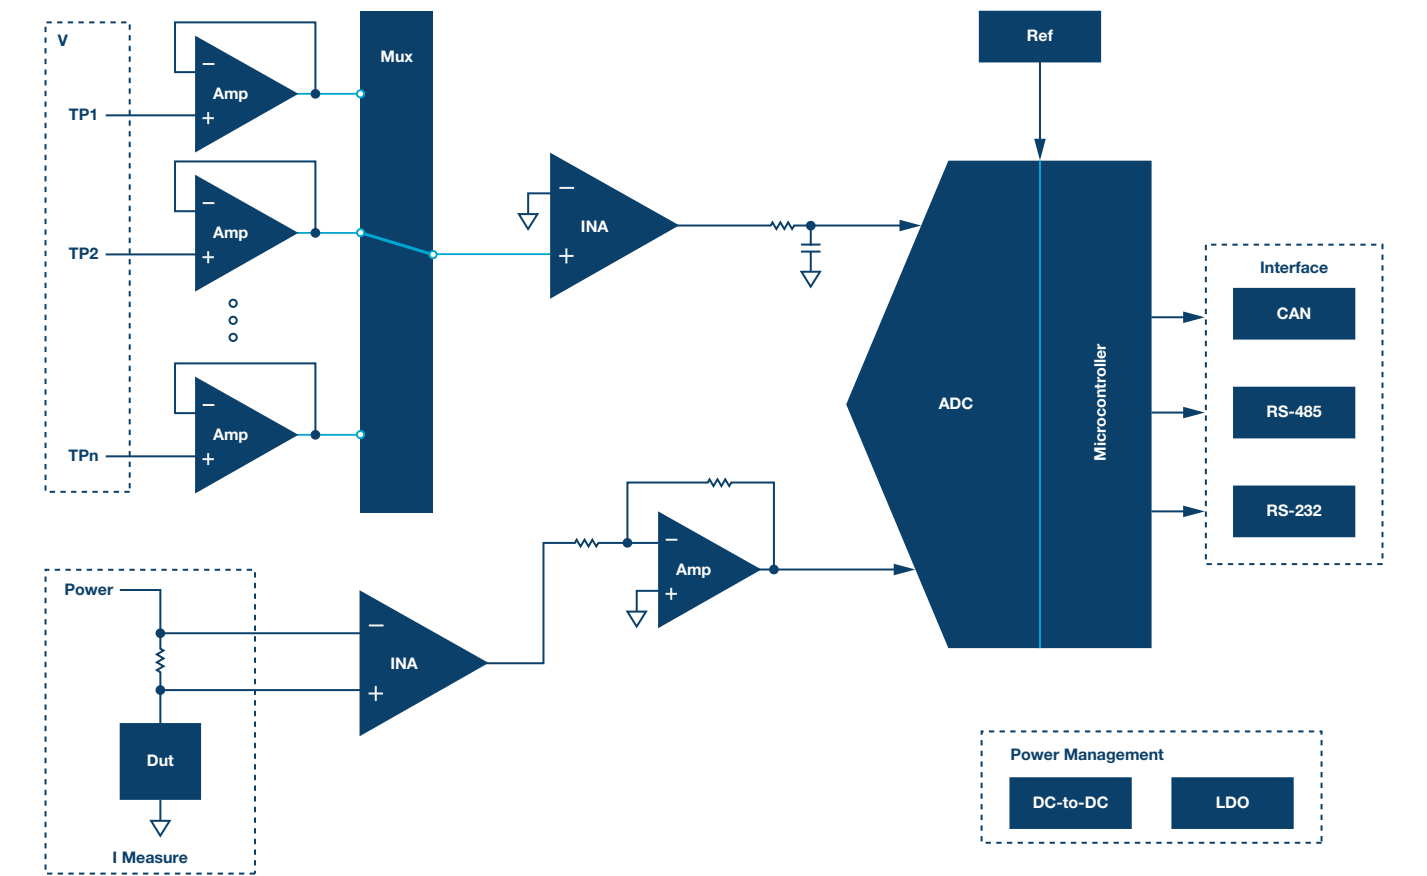 V
TP1
TP2
TPn
−
Amp
+
−
Amp
+
−
Amp
+
Mux
−
INA
+
Ref
ADC
Microcontroller
Interface
CAN
RS-485
RS-232
Power
Dut
I Measure
−
INA
+
−
Amp
+
Power Management
DC-to-DC
LDO